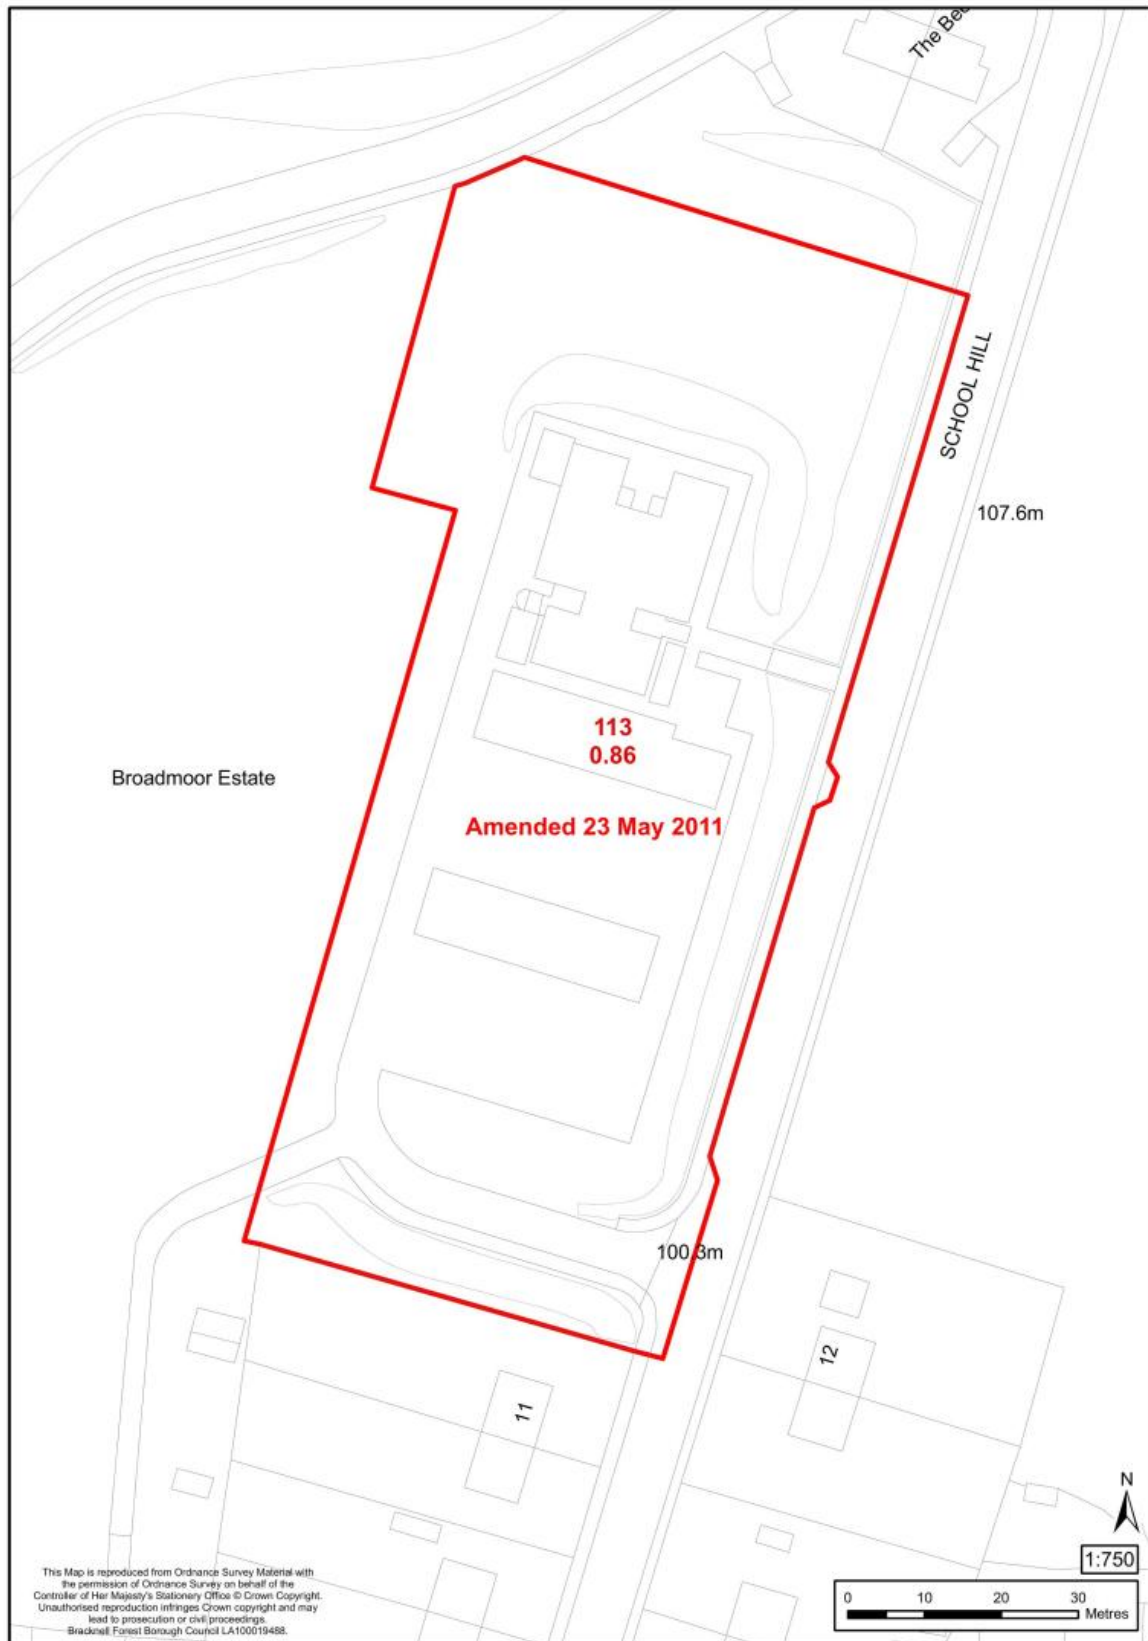 The Bee
SCHOOL HILL
107.6m
113
0.86
Broadmoor Estate
Amended 23 May 2011
100.3m
12
11
N
1:750
0 10 20 30
Metres
This Map is reproduced from Ordnance Survey Material with
the permission of Ordnance Survey on behalf of the
Controller of Her Majesty's Stationery Office © Crown Copyright.
Unauthorised reproduction infringes Crown copyright and may
lead to prosecution or civil proceedings.
Bracknell Forest Borough Council LA100019488.